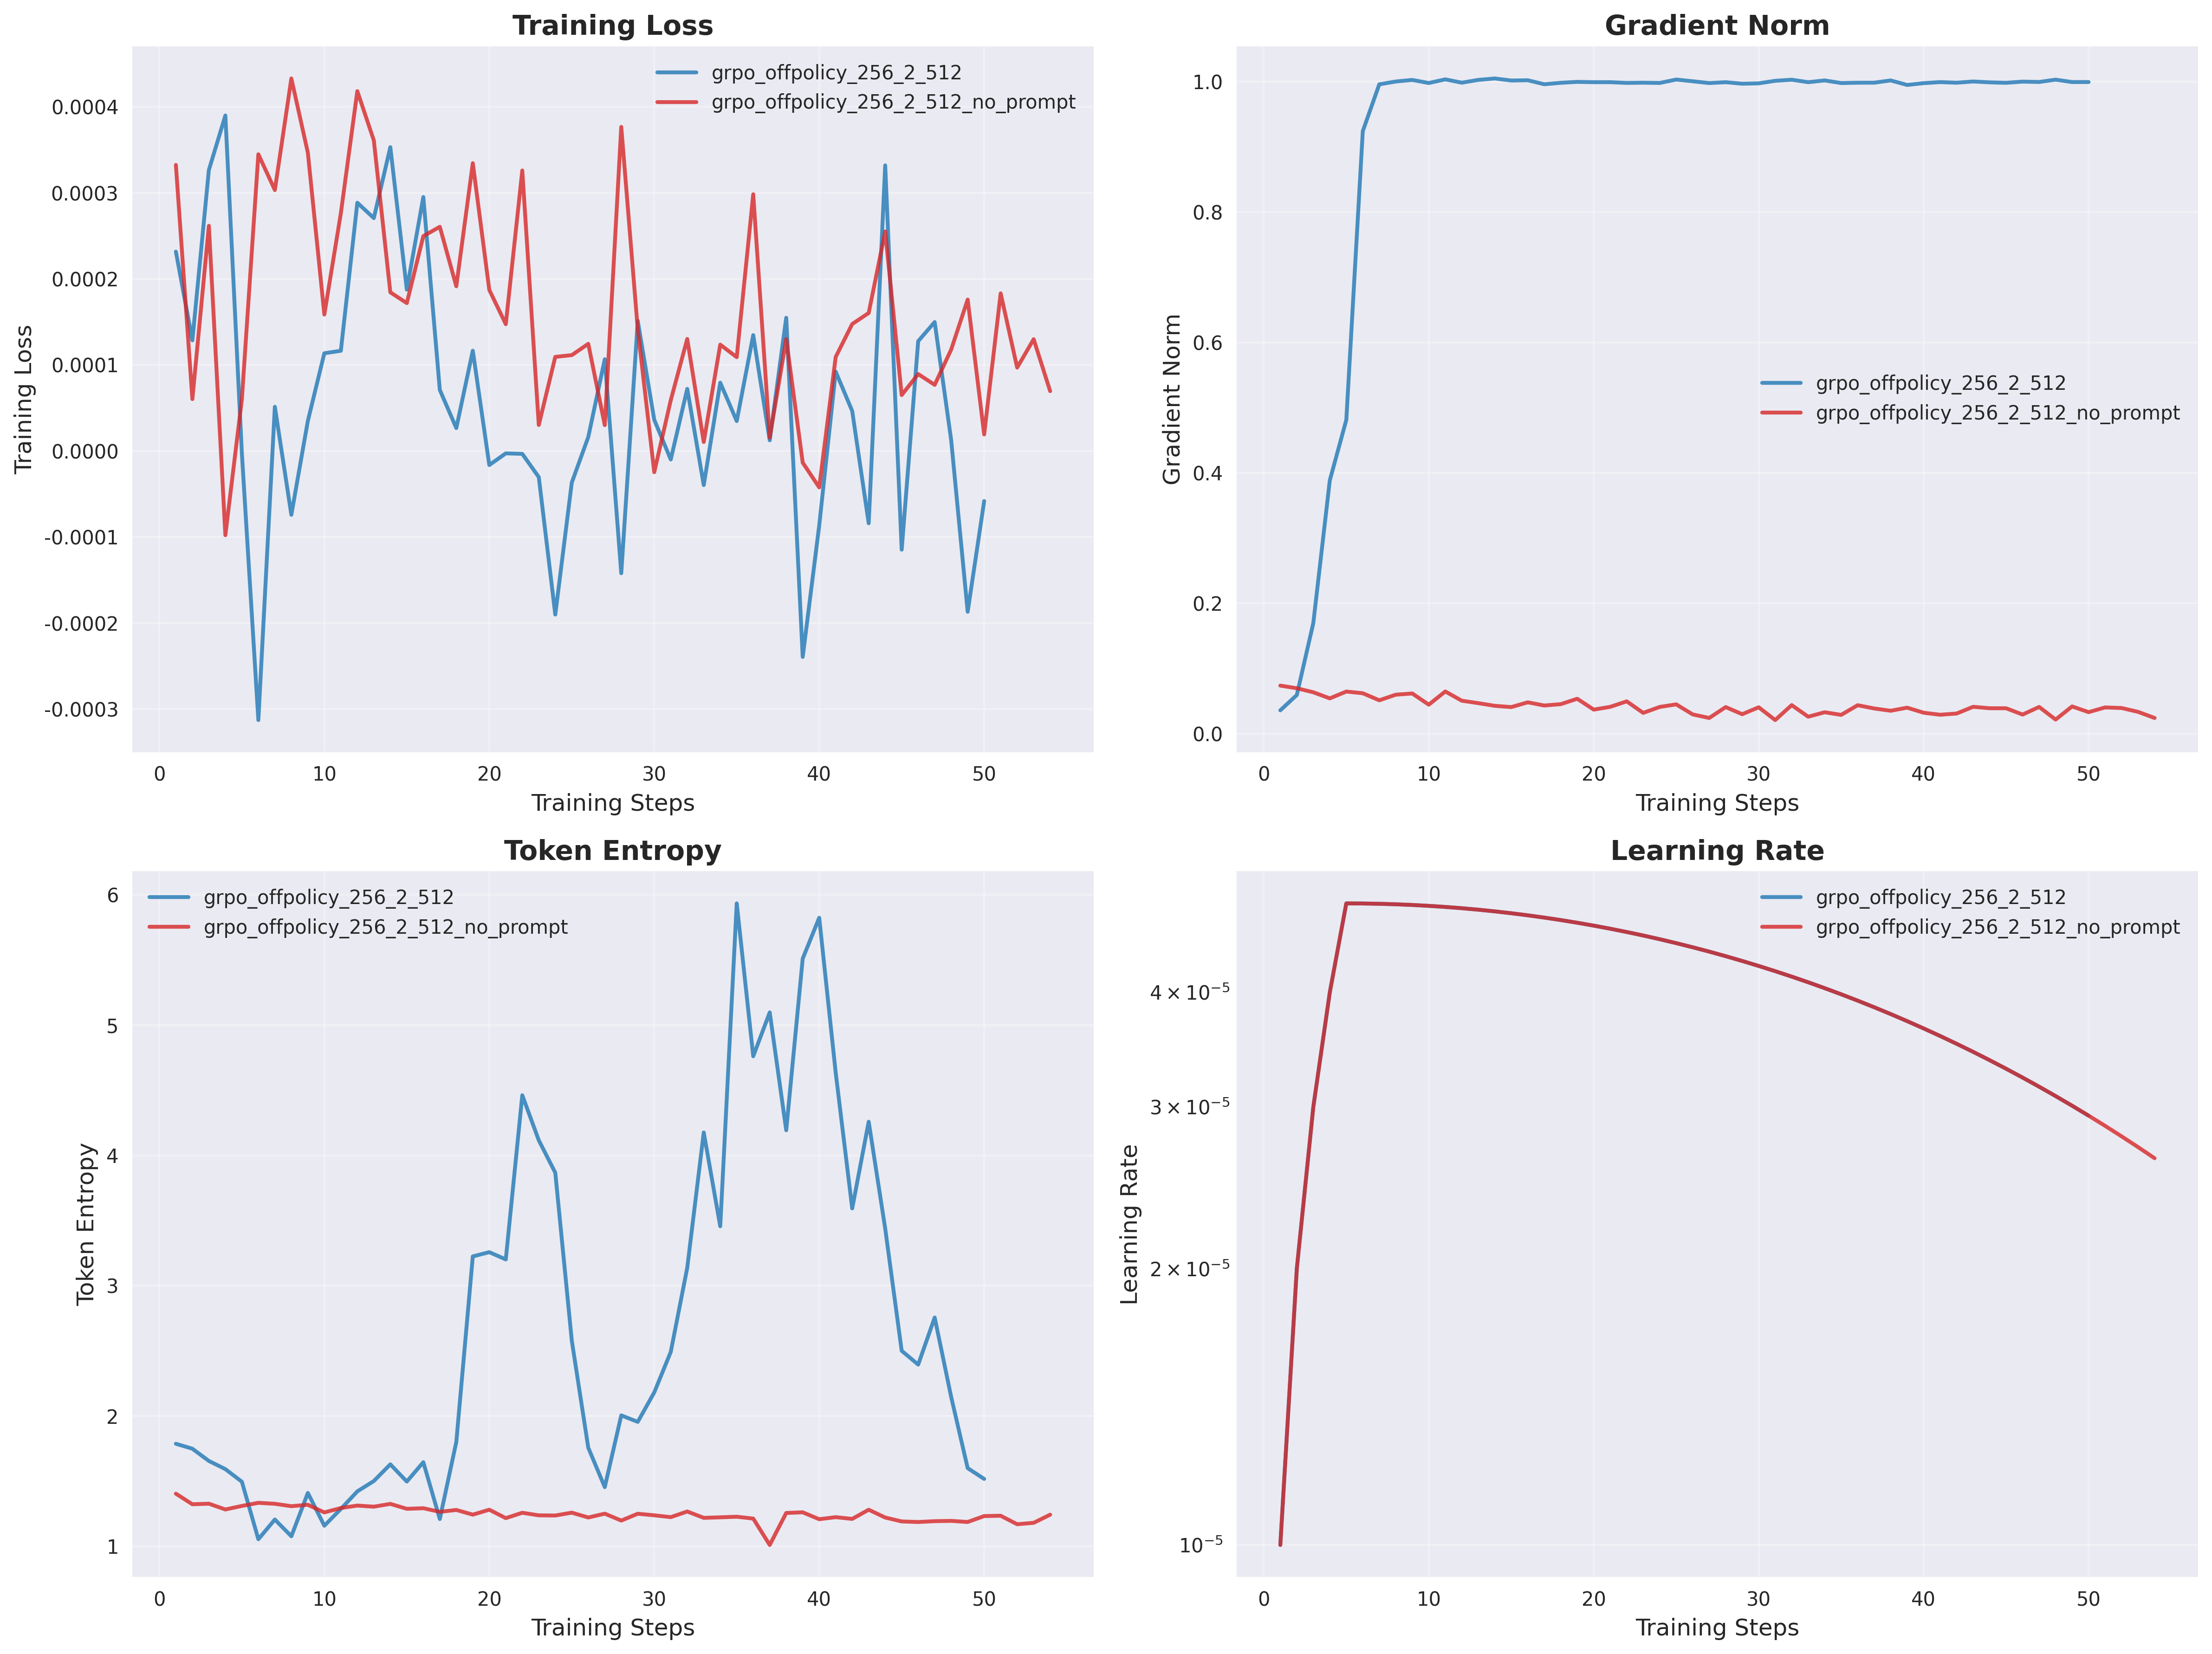 Training Loss
grpo_offpolicy_256_2_512
grpo_offpolicy_256_2_512_no_prompt
0.0004
0.0003
0.0002
0.0001
0.0000
-0.0001
-0.0002
-0.0003
Training Loss
0
10
20
30
40
50
Training Steps
Gradient Norm
1.0
0.8
0.6
0.4
0.2
0.0
Gradient Norm
grpo_offpolicy_256_2_512
grpo_offpolicy_256_2_512_no_prompt
0
10
20
30
40
50
Training Steps
Token Entropy
grpo_offpolicy_256_2_512
grpo_offpolicy_256_2_512_no_prompt
6
5
4
3
2
1
Token Entropy
0
10
20
30
40
50
Training Steps
Learning Rate
grpo_offpolicy_256_2_512
grpo_offpolicy_256_2_512_no_prompt
4 × 10⁻⁵
3 × 10⁻⁵
2 × 10⁻⁵
10⁻⁵
Learning Rate
0
10
20
30
40
50
Training Steps